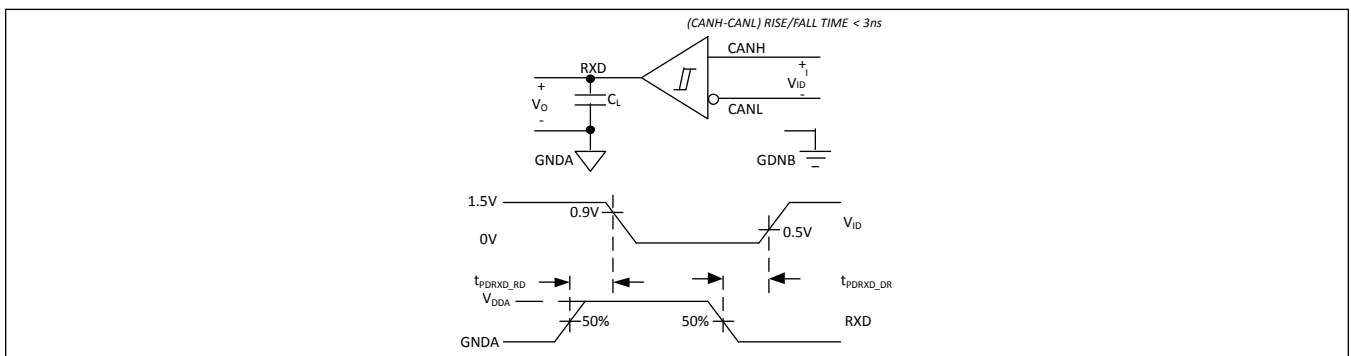 (CANH-CANL) RISE/FALL TIME < 3ns
CANH
RXD
+
+
I
VO
CL
VID
-
-
CANL
GNDA
GDNB
1.5V
0.9V
VID
0.5V
0V
tPDRXD_RD
tPDRXD_DR
VDDA
50%
50%
RXD
GNDA